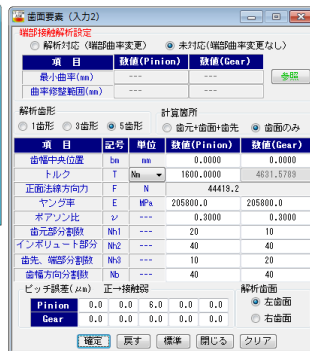 歯面要素（入力2）
端部接触解析設定
解析対応（端部曲率変更） 未対応(端部曲率変更なし)
項 目 数値(Pinion) 数値(Gear)
最小曲率(mm) --- ---
参照
曲率修整範囲(mm) --- ---
解析歯形 計算箇所
1歯形 3歯形 5歯形 歯元+歯面+歯先 歯面のみ
項 目 記号 単位 数値(Pinion) 数値(Gear)
歯幅中央位置 bm mm 0.0000 0.0000
トルク T Nm 1600.0000 4631.5789
正面法線方向力 F N 44419.2
ヤング率 E MPa 205800.0 205800.0
ポアソン比 ν --- 0.3000 0.3000
歯元部分割数 Nh1 --- 20 10
インボリュート部分 Nh2 --- 40 40
歯先、端部分割数 Nh3 --- 10 20
歯幅方向分割数 Nb --- 40 40
ピッチ誤差(μm) 正→接触弱 解析歯面
Pinion 0.0 0.0 6.0 0.0 0.0 左歯面
Gear 0.0 0.0 0.0 0.0 0.0 右歯面
確定 戻す 標準 閉じる クリア